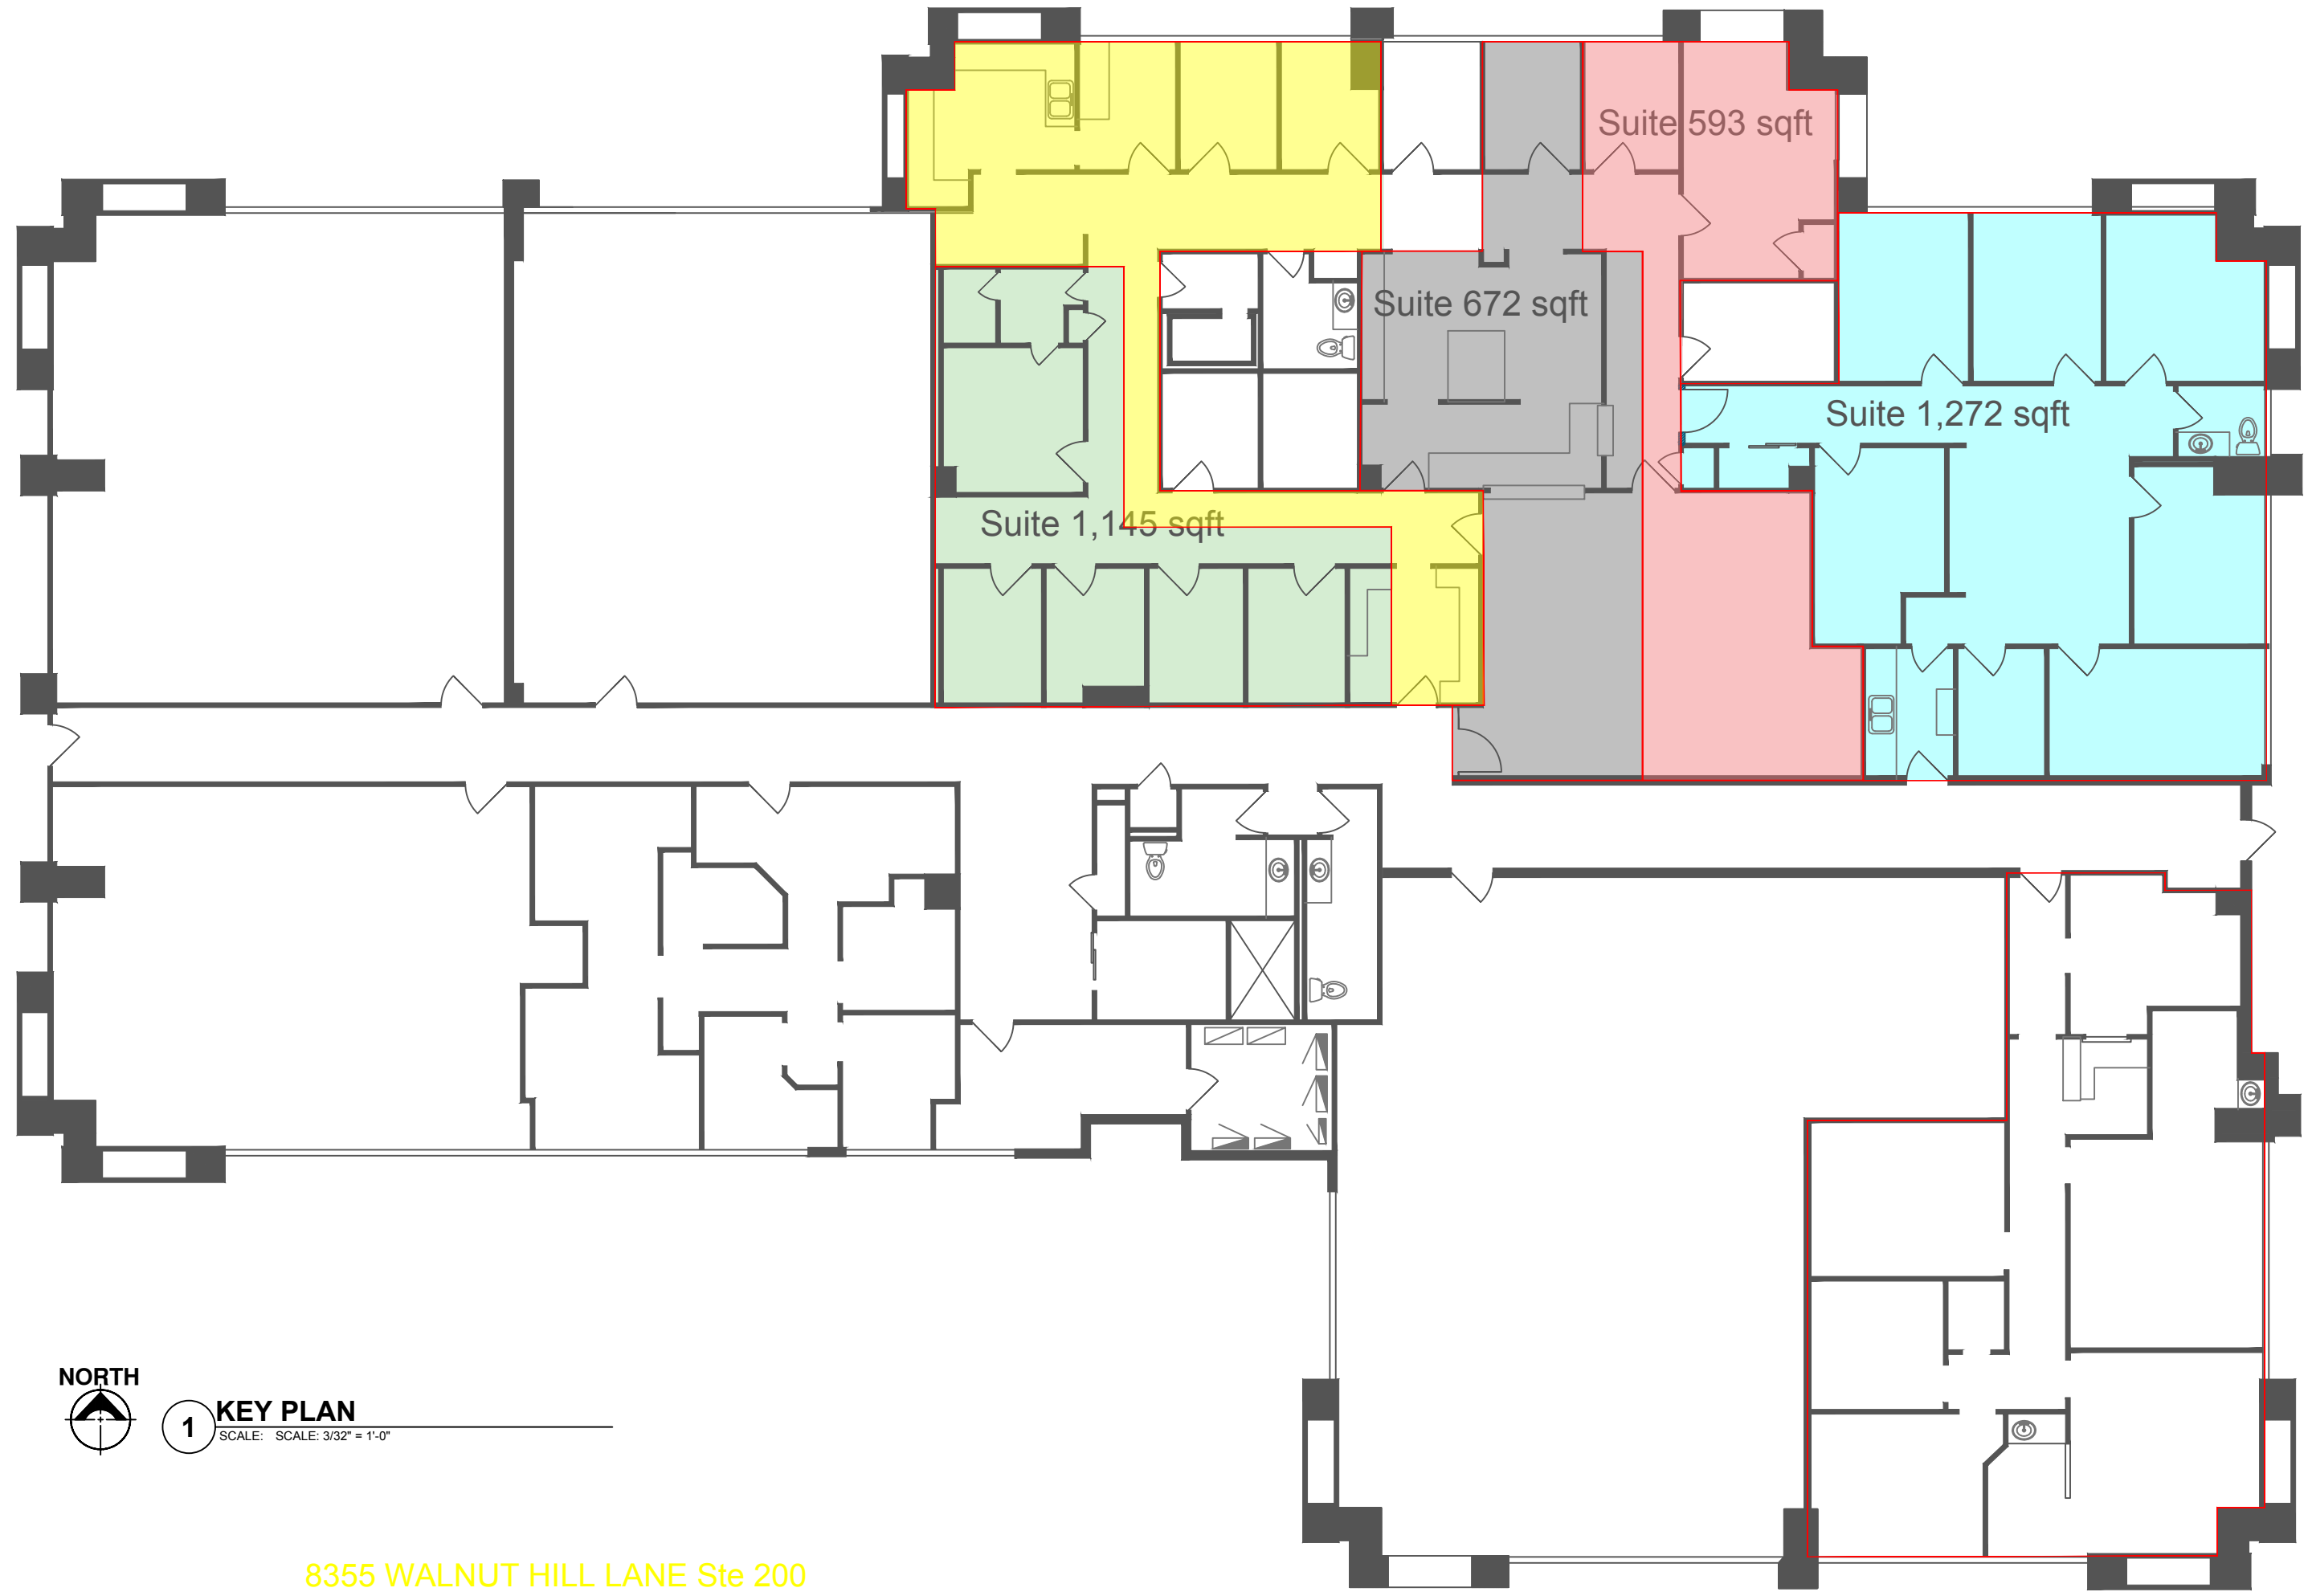 Suite 593 sqft
Suite 672 sqft
Suite 1,272 sqft
Suite 1,145 sqft
NORTH
1
KEY PLAN
SCALE: SCALE: 3/32" = 1'-0"
8355 WALNUT HILL LANE Ste 200